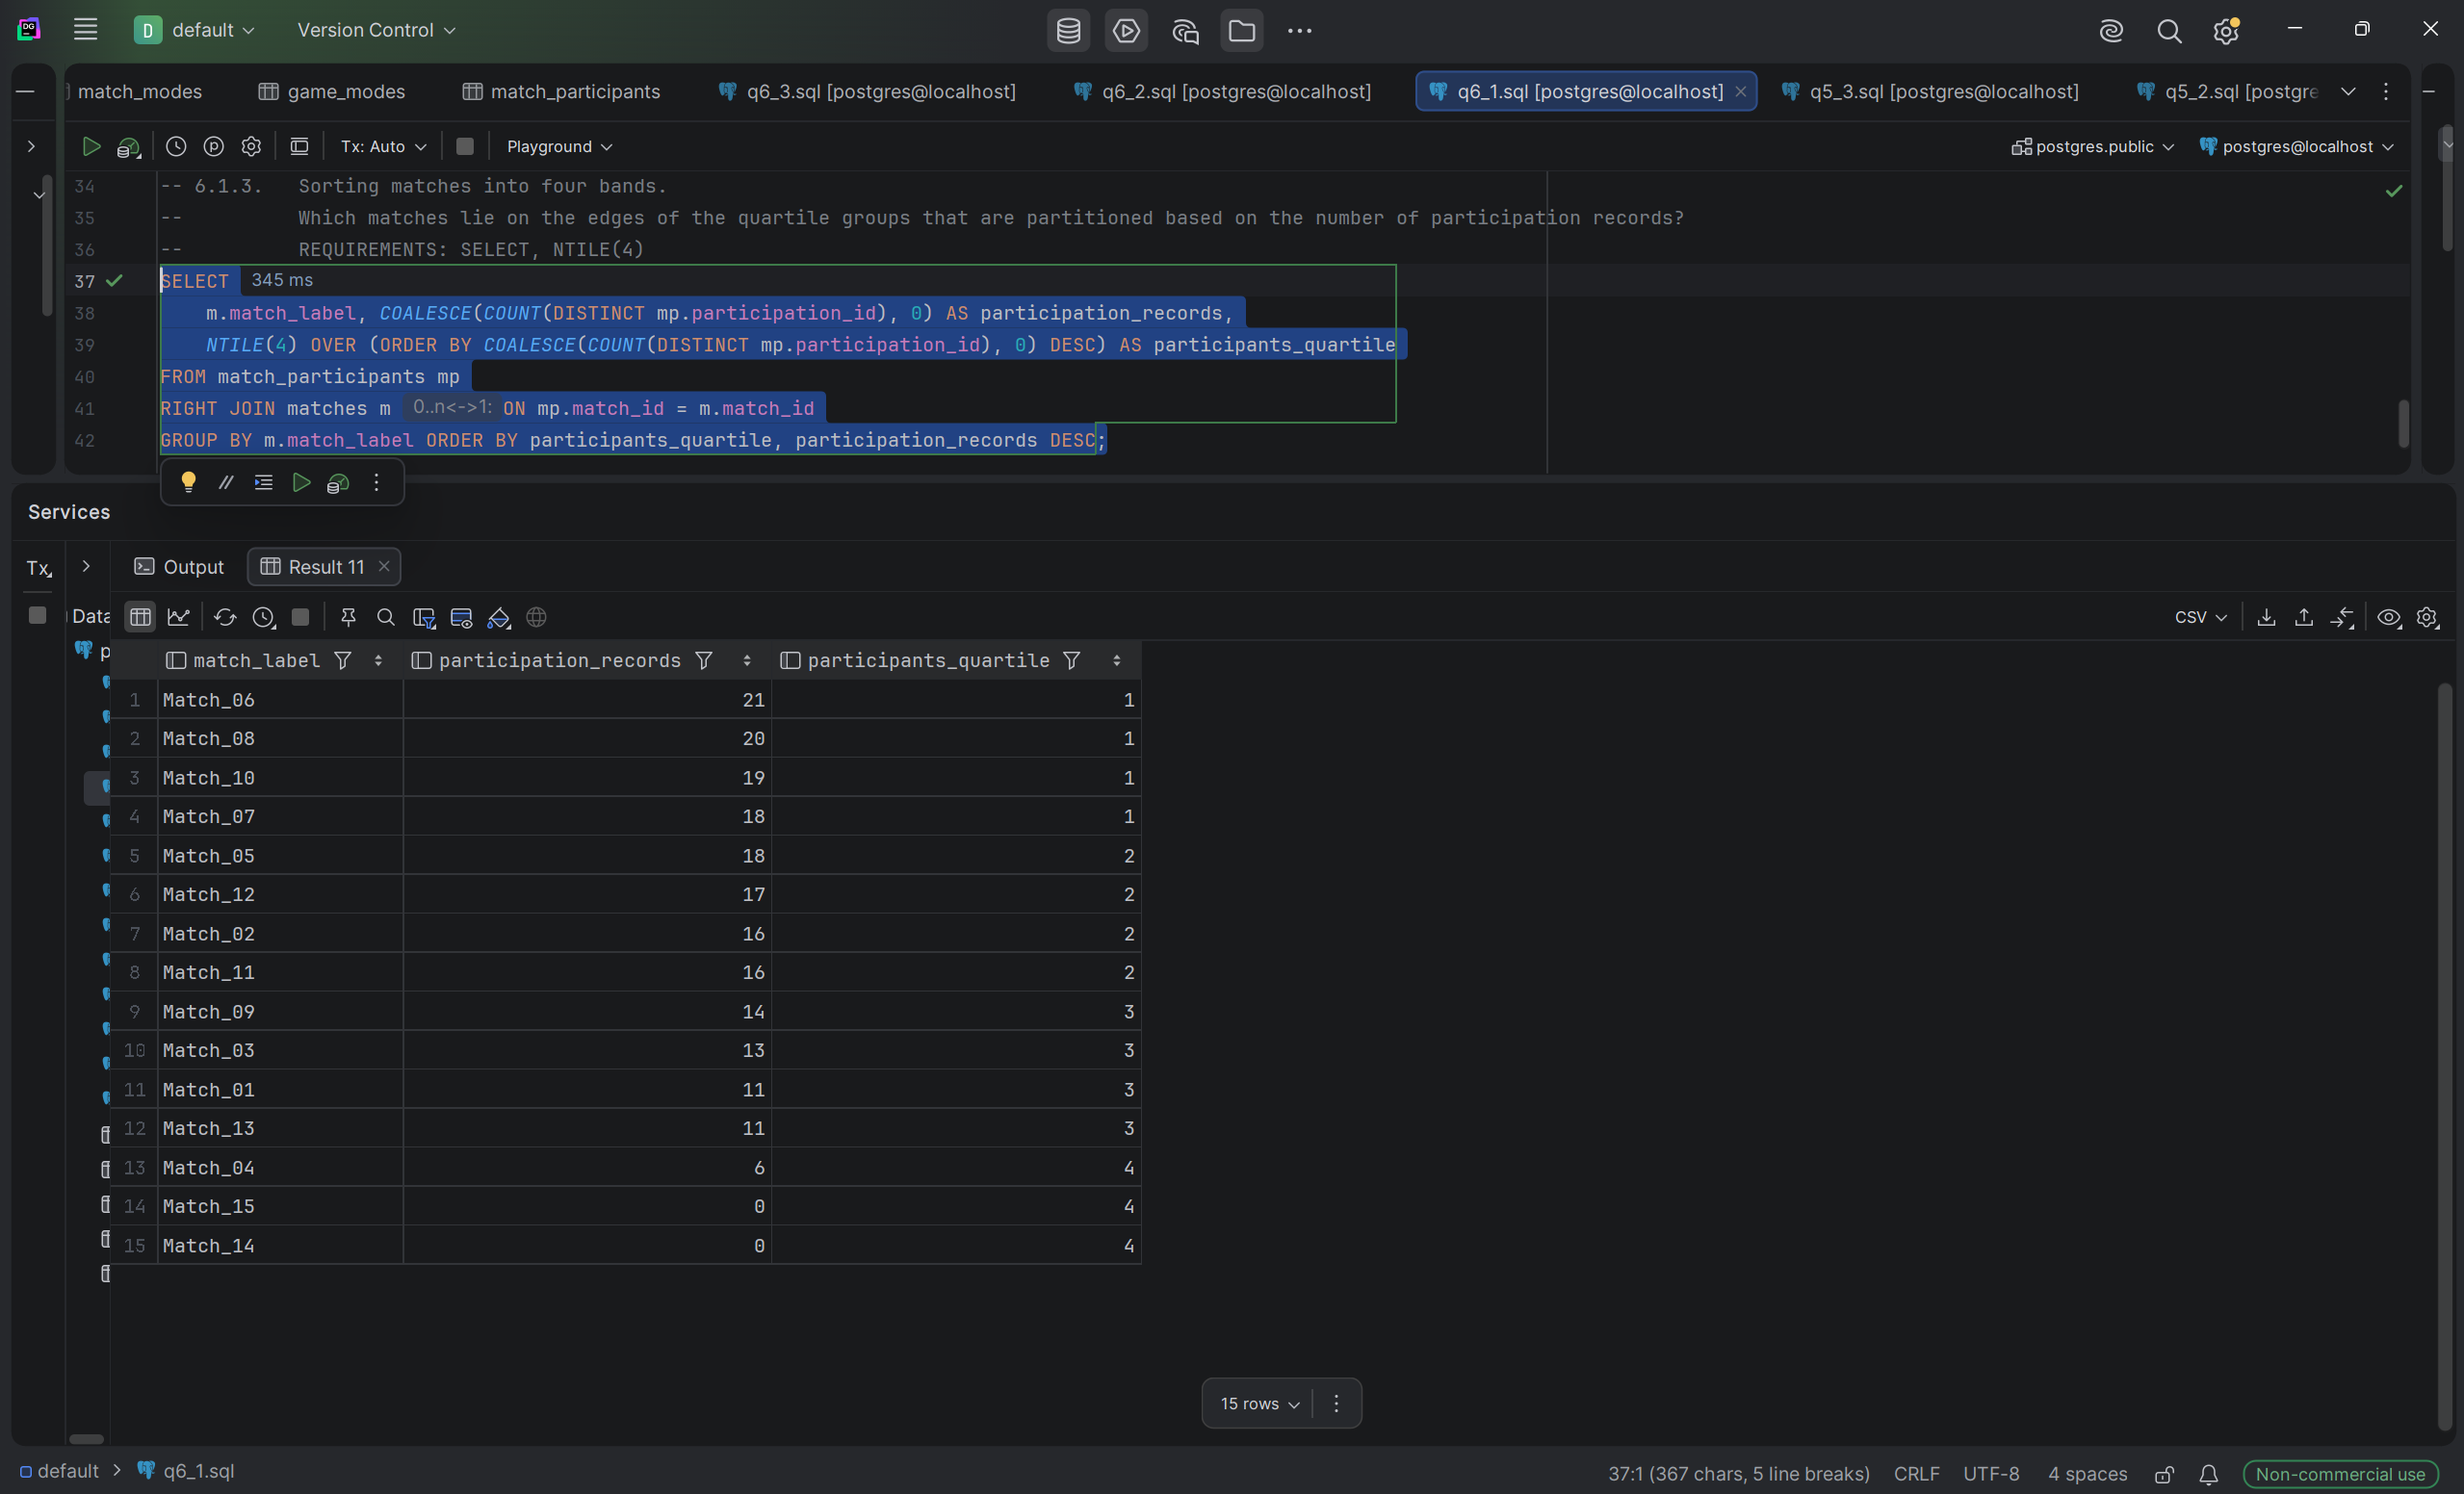 DG
D default Version Control
match_modes game_modes match_participants q6_3.sql [postgres@localhost] q6_2.sql [postgres@localhost] q6_1.sql [postgres@localhost] q5_3.sql [postgres@localhost] q5_2.sql [postgre
Tx: Auto Playground postgres.public postgres@localhost
34 -- 6.1.3. Sorting matches into four bands.
35 -- Which matches lie on the edges of the quartile groups that are partitioned based on the number of participation records?
36 -- REQUIREMENTS: SELECT, NTILE(4)
37 SELECT 345 ms
38 m.match_label, COALESCE(COUNT(DISTINCT mp.participation_id), 0) AS participation_records,
39 NTILE(4) OVER (ORDER BY COALESCE(COUNT(DISTINCT mp.participation_id), 0) DESC) AS participants_quartile
40 FROM match_participants mp
41 RIGHT JOIN matches m 0..n<->1: ON mp.match_id = m.match_id
42 GROUP BY m.match_label ORDER BY participants_quartile, participation_records DESC;
Services
Tx Output Result 11
Data CSV
p match_label participation_records participants_quartile
1 Match_06 21 1
2 Match_08 20 1
3 Match_10 19 1
4 Match_07 18 1
5 Match_05 18 2
6 Match_12 17 2
7 Match_02 16 2
8 Match_11 16 2
9 Match_09 14 3
10 Match_03 13 3
11 Match_01 11 3
12 Match_13 11 3
13 Match_04 6 4
14 Match_15 0 4
15 Match_14 0 4
15 rows
default q6_1.sql 37:1 (367 chars, 5 line breaks) CRLF UTF-8 4 spaces Non-commercial use